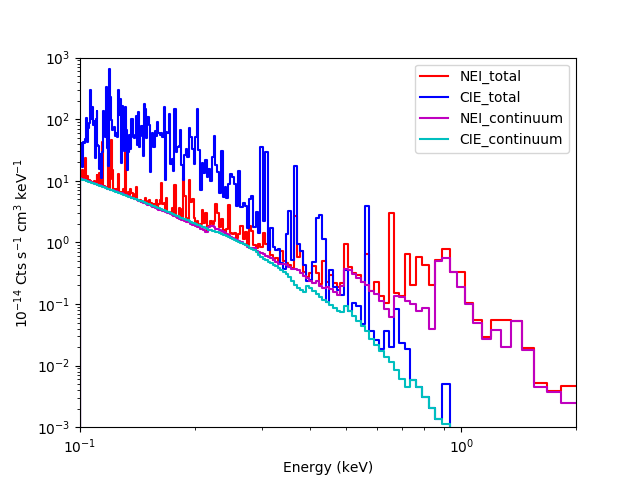 NEI_total
CIE_total
NEI_continuum
CIE_continuum
10³
10²
10¹
10⁰
10⁻¹
10⁻²
10⁻³
10⁻¹⁴ Cts s⁻¹ cm³ keV⁻¹
10⁻¹ 10⁰
Energy (keV)